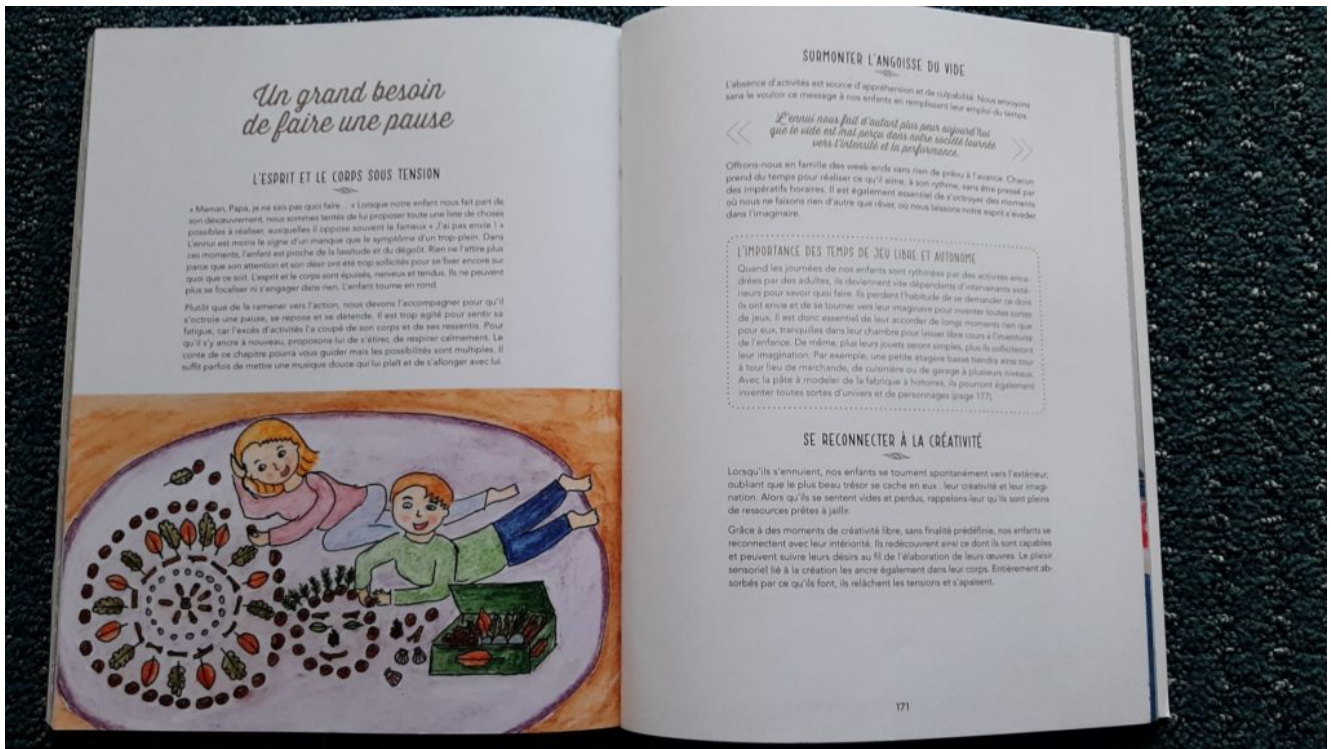 Un grand besoin
de faire une pause
L'ESPRIT ET LE CORPS SOUS TENSION
« Maman, Papa, je ne sais pas quoi faire... » Lorsque notre enfant nous fait part de
son désœuvrement, nous sommes tentés de lui proposer toute une liste de choses
possibles à réaliser, auxquelles il oppose souvent le fameux « J'ai pas envie ! »
L'ennui est moins le signe d'un manque que le symptôme d'un trop-plein. Dans
ces moments, l'enfant est proche de la lassitude et du dégoût. Rien ne l'attire plus
parce que son attention et son désir ont été trop sollicités pour se fixer encore sur
quoi que ce soit. L'esprit et le corps sont épuisés, nerveux et tendus. Ils ne peuvent
plus se focaliser ni s'engager dans rien. L'enfant tourne en rond.
Plutôt que de le ramener vers l'action, nous devons l'accompagner pour qu'il
s'octroie une pause, se repose et se détende. Il est trop agité pour sentir sa
fatigue, car l'excès d'activités l'a coupé de son corps et de ses ressentis. Pour
qu'il s'y ancre à nouveau, proposons-lui de s'étirer, de respirer calmement. Le
conte de ce chapitre pourra vous guider mais les possibilités sont multiples. Il
suffit parfois de mettre une musique douce qui lui plaît et de s'allonger avec lui.
SURMONTER L'ANGOISSE DU VIDE
L'absence d'activités est source d'appréhension et de culpabilité. Nous envoyons
sans le vouloir ce message à nos enfants en remplissant leur emploi du temps.
« L'ennui nous fait d'autant plus peur aujourd'hui
que le vide est mal perçu dans notre société tournée
vers l'intensité et la performance. »
Offrons-nous en famille des week-ends sans rien de prévu à l'avance. Chacun
prend du temps pour réaliser ce qu'il aime, à son rythme, sans être pressé par
des impératifs horaires. Il est également essentiel de s'octroyer des moments
où nous ne faisons rien d'autre que rêver, où nous laissons notre esprit s'évader
dans l'imaginaire.
L'IMPORTANCE DES TEMPS DE JEU LIBRE ET AUTONOME
Quand les journées de nos enfants sont rythmées par des activités enca-
drées par des adultes, ils deviennent vite dépendants d'intervenants exté-
rieurs pour savoir quoi faire. Ils perdent l'habitude de se demander ce dont
ils ont envie et de se tourner vers leur imaginaire pour inventer toutes sortes
de jeux. Il est donc essentiel de leur accorder de longs moments rien que
pour eux, tranquilles dans leur chambre pour laisser libre cours à l'inventivité
de l'enfance. De même, plus leurs jouets seront simples, plus ils solliciteront
leur imagination. Par exemple, une petite étagère basse tiendra ainsi tour
à tour lieu de marchande, de cuisinière ou de garage à plusieurs niveaux.
Avec la pâte à modeler de la fabrique à histoires, ils pourront également
inventer toutes sortes d'univers et de personnages (page 177).
SE RECONNECTER À LA CRÉATIVITÉ
Lorsqu'ils s'ennuient, nos enfants se tournent spontanément vers l'extérieur,
oubliant que le plus beau trésor se cache en eux : leur créativité et leur imagi-
nation. Alors qu'ils se sentent vides et perdus, rappelons-leur qu'ils sont pleins
de ressources prêtes à jaillir.
Grâce à des moments de créativité libre, sans finalité prédéfinie, nos enfants se
reconnectent avec leur intériorité. Ils redécouvrent ainsi ce dont ils sont capables
et peuvent suivre leurs désirs au fil de l'élaboration de leurs œuvres. Le plaisir
sensoriel lié à la création les ancre également dans leur corps. Entièrement ab-
sorbés par ce qu'ils font, ils relâchent les tensions et s'apaisent.
171